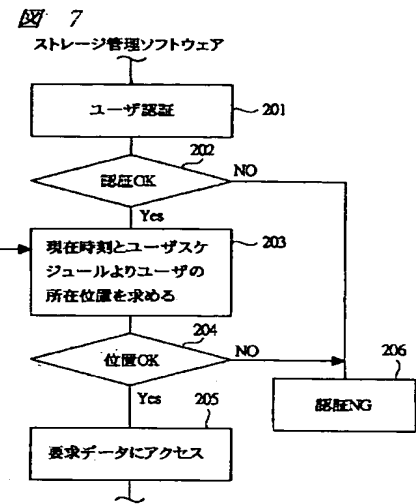 図 7
ストレージ管理ソフトウェア
ユーザ認証
201
202
認証OK
NO
Yes
現在時刻とユーザスケ
ジュールよりユーザの
所在位置を求める
203
204
位置OK
NO
Yes
205
206
要求データにアクセス
認証NG